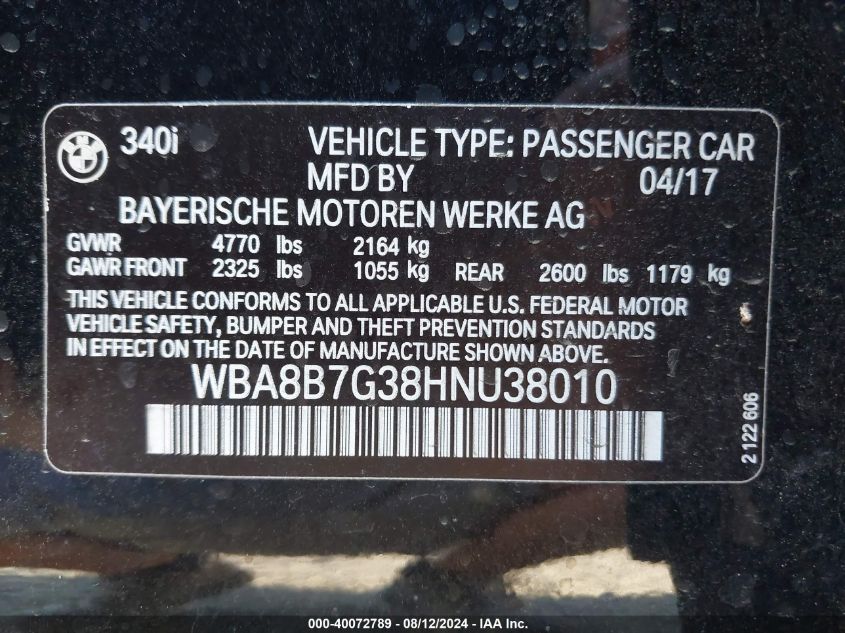 340i VEHICLE TYPE: PASSENGER CAR
MFD BY 04/17
BAYERISCHE MOTOREN WERKE AG
GVWR 4770 lbs 2164 kg
GAWR FRONT 2325 lbs 1055 kg REAR 2600 lbs 1179 kg
THIS VEHICLE CONFORMS TO ALL APPLICABLE U.S. FEDERAL MOTOR
VEHICLE SAFETY, BUMPER AND THEFT PREVENTION STANDARDS
IN EFFECT ON THE DATE OF MANUFACTURE SHOWN ABOVE.
WBA8B7G38HNU38010
2 122 606
000-40072789 - 08/12/2024 - IAA Inc.